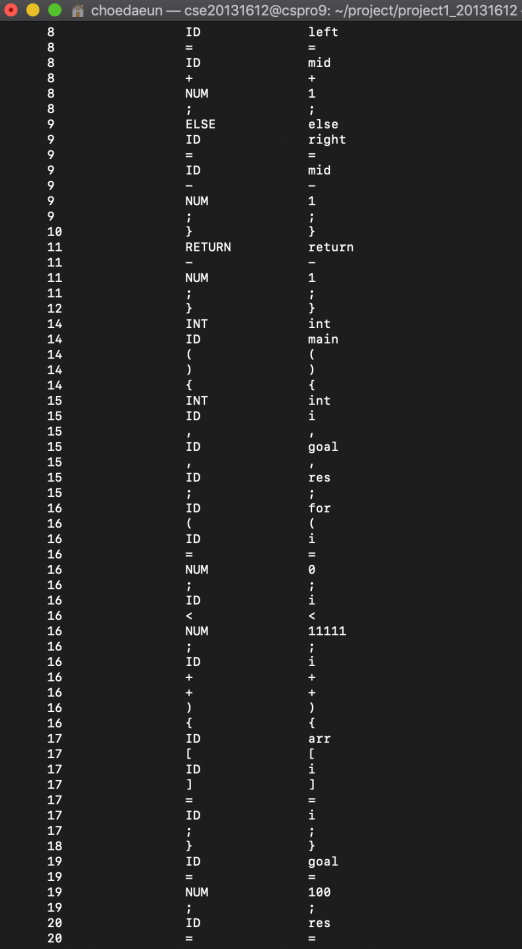 choedaeun — cse20131612@cspro9: ~/project/project1_20131612
8 ID left
8 = =
8 ID mid
8 + +
8 NUM 1
8 ; ;
9 ELSE else
9 ID right
9 = =
9 ID mid
9 - -
9 NUM 1
9 ; ;
10 } }
11 RETURN return
11 - -
11 NUM 1
11 ; ;
12 } }
14 INT int
14 ID main
14 ( (
14 ) )
14 { {
15 INT int
15 ID i
15 , ,
15 ID goal
15 , ,
15 ID res
15 ; ;
16 ID for
16 ( (
16 ID i
16 = =
16 NUM 0
16 ; ;
16 ID i
16 < <
16 NUM 11111
16 ; ;
16 ID i
16 + +
16 + +
16 ) )
16 { {
17 ID arr
17 [ [
17 ID i
17 ] ]
17 = =
17 ID i
17 ; ;
18 } }
19 ID goal
19 = =
19 NUM 100
19 ; ;
20 ID res
20 = =